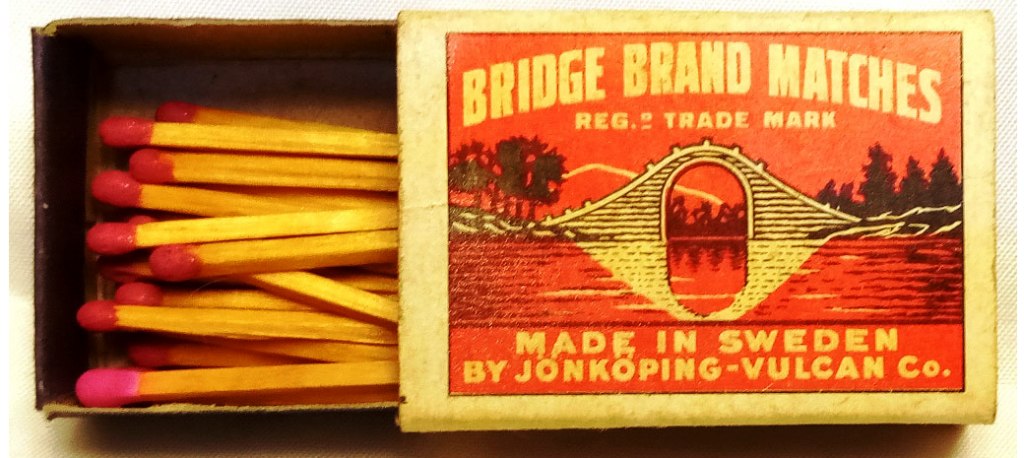 BRIDGE BRAND MATCHES
REG.D TRADE MARK
MADE IN SWEDEN
BY JÖNKÖPING-VULCAN Co.